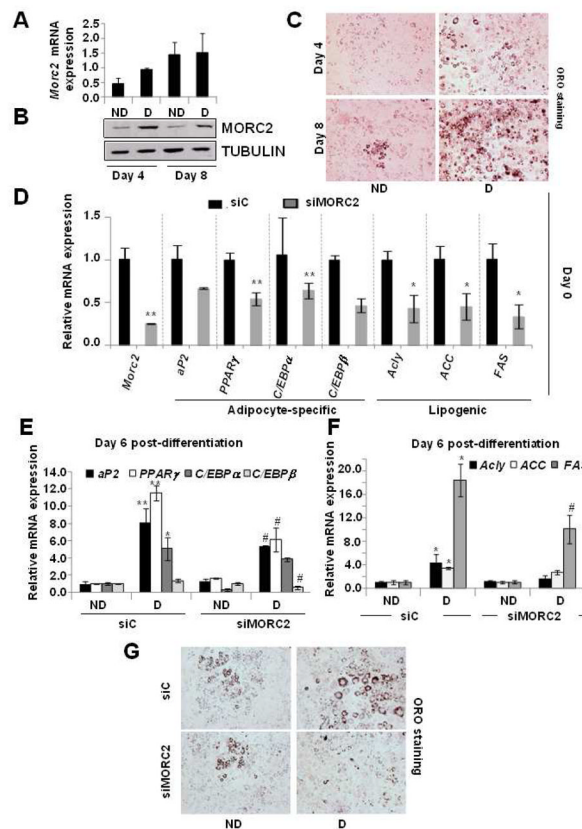 A
Morc2 mRNA
expression
2.5
2.0
1.5
1.0
0.5
0.0
ND D ND D
B
MORC2
TUBULIN
Day 4 Day 8
C
Day 4
Day 8
ORO staining
ND D
D
siC siMORC2
Relative mRNA expression
1.5
1.0
0.5
0.0
** ** ** * * *
Day 0
Morc2 aP2 PPARγ C/EBPα C/EBPβ Acly ACC FAS
Adipocyte-specific Lipogenic
E
Day 6 post-differentiation
aP2 PPARγ C/EBPα C/EBPβ
Relative mRNA expression
14.0
12.0
10.0
8.0
6.0
4.0
2.0
0.0
** ** * # # #
ND D ND D
siC siMORC2
F
Day 6 post-differentiation
Acly ACC FAS
Relative mRNA expression
20.0
16.0
12.0
8.0
4.0
0.0
* * * #
ND D ND D
siC siMORC2
G
siC
siMORC2
ORO staining
ND D